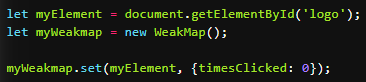 let myElement = document.getElementById('logo');
let myWeakmap = new WeakMap();
myWeakmap.set(myElement, {timesClicked: 0});